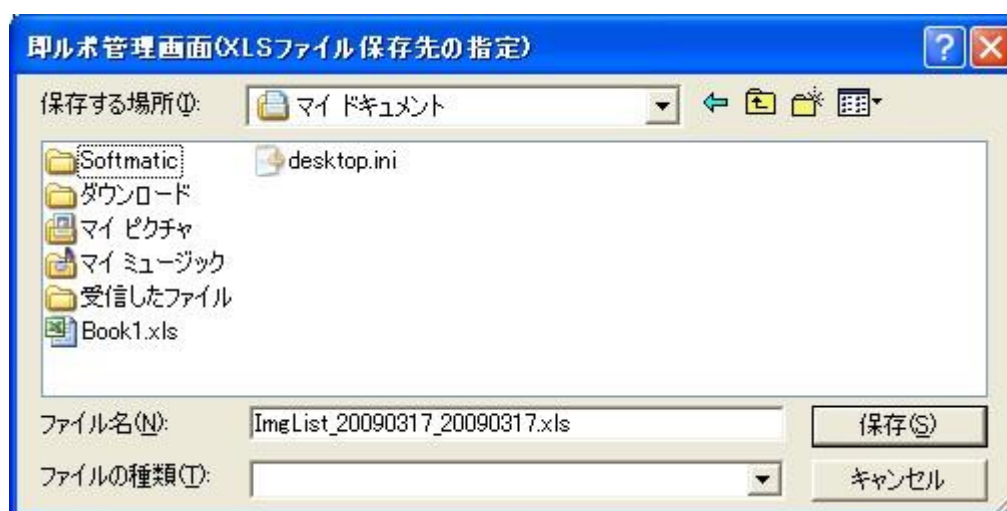 即ルポ管理画面(XLSファイル保存先の指定)
保存する場所(I):
マイ ドキュメント
Softmatic
desktop.ini
ダウンロード
マイ ピクチャ
マイ ミュージック
受信したファイル
Book1.xls
ファイル名(N):
ImgList_20090317_20090317.xls
保存(S)
ファイルの種類(T):
キャンセル